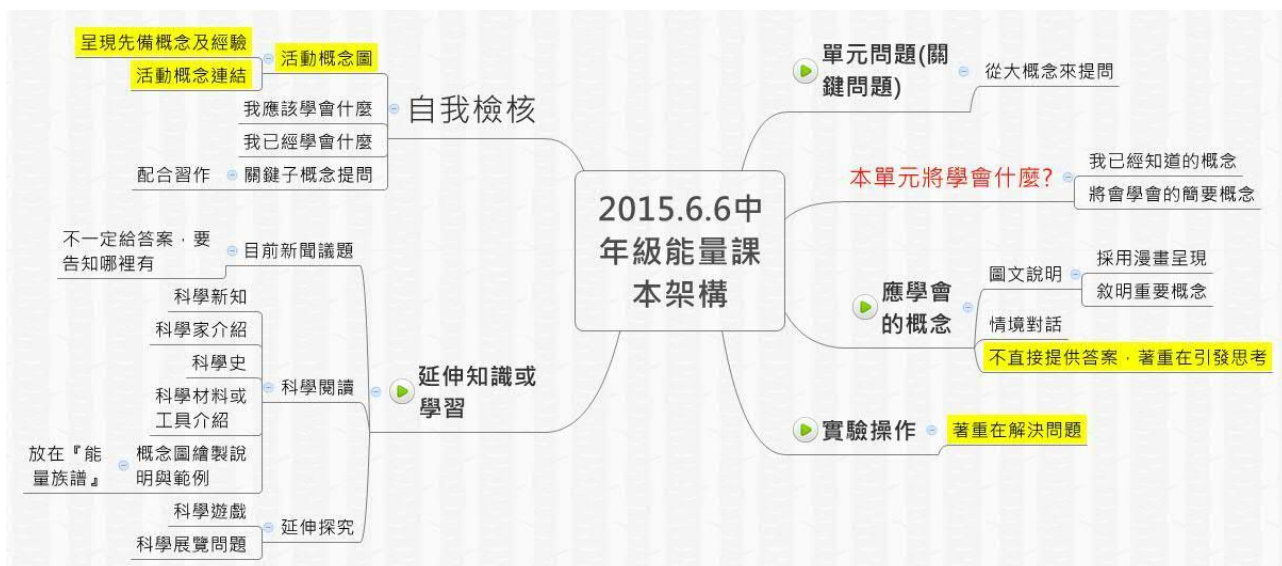 2015.6.6中
年級能量課
本架構
單元問題(關
鍵問題)
從大概念來提問
本單元將學會什麼?
我已經知道的概念
將會學會的簡要概念
應學會
的概念
圖文說明
採用漫畫呈現
敘明重要概念
情境對話
不直接提供答案，著重在引發思考
實驗操作
著重在解決問題
自我檢核
活動概念圖
呈現先備概念及經驗
活動概念連結
我應該學會什麼
我已經學會什麼
關鍵子概念提問
配合習作
延伸知識或
學習
目前新聞議題
不一定給答案，要
告知哪裡有
科學閱讀
科學新知
科學家介紹
科學史
科學材料或
工具介紹
概念圖繪製說
明與範例
放在『能
量族譜』
延伸探究
科學遊戲
科學展覽問題